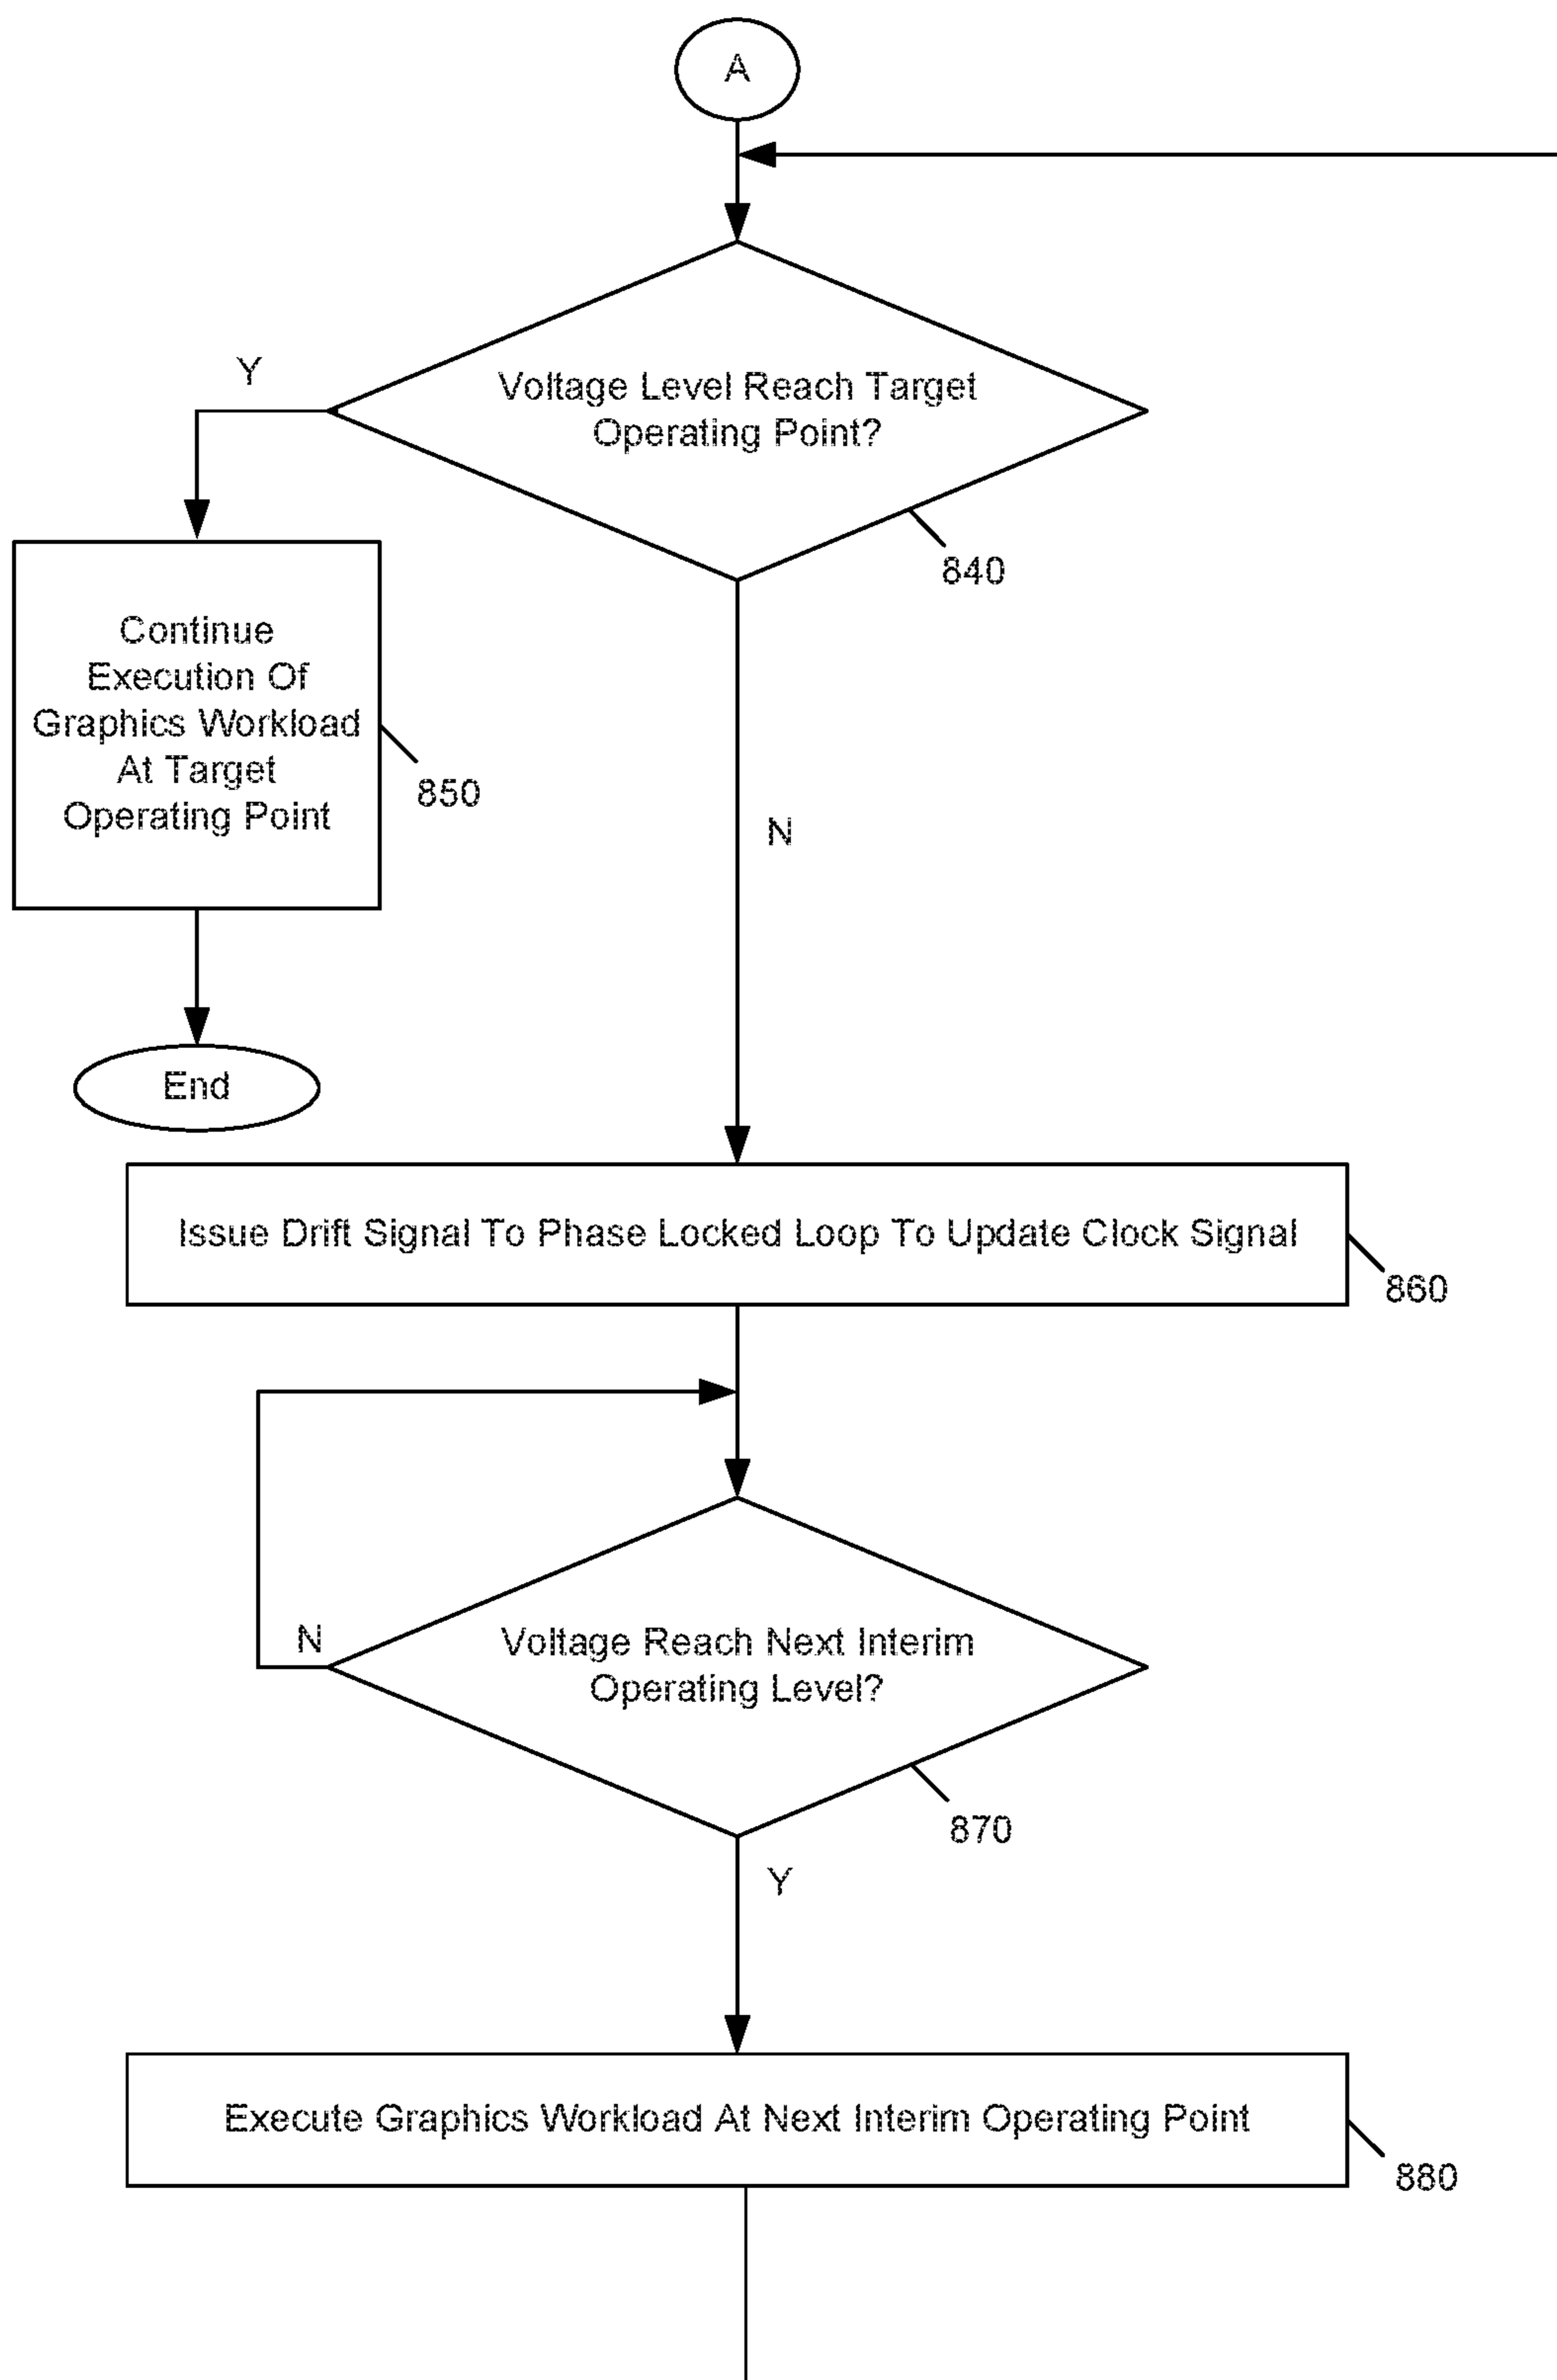 A
Voltage Level Reach Target
Operating Point?
Y
840
Continue
Execution Of
Graphics Workload
At Target
Operating Point
850
N
End
Issue Drift Signal To Phase Locked Loop To Update Clock Signal
860
Voltage Reach Next Interim
Operating Level?
N
870
Y
Execute Graphics Workload At Next Interim Operating Point
880